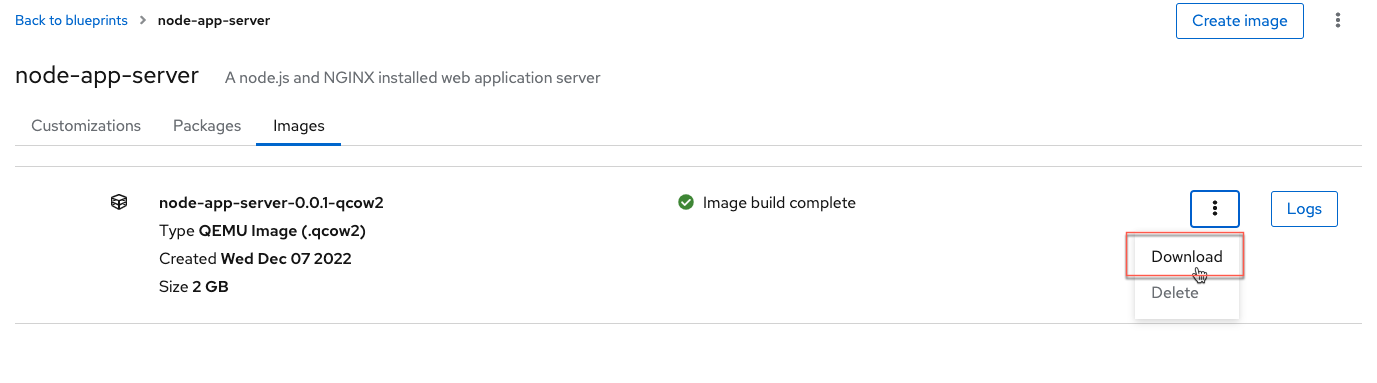 Back to blueprints > node-app-server
Create image
node-app-server A node.js and NGINX installed web application server
Customizations Packages Images
node-app-server-0.0.1-qcow2 Image build complete Logs
Type QEMU Image (.qcow2)
Created Wed Dec 07 2022
Download
Size 2 GB
Delete